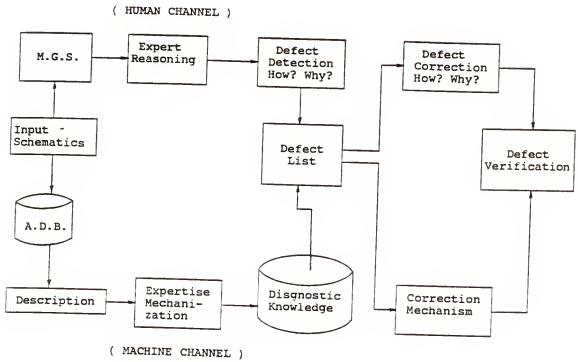 ( HUMAN CHANNEL )
M.G.S.
Expert
Reasoning
Defect
Detection
How? Why?
Defect
Correction
How? Why?
Input -
Schematics
Defect
List
Defect
Verification
A.D.B.
Description
Expertise
Mechani-
zation
Disgnostic
Knowledge
Correction
Mechanism
( MACHINE CHANNEL )